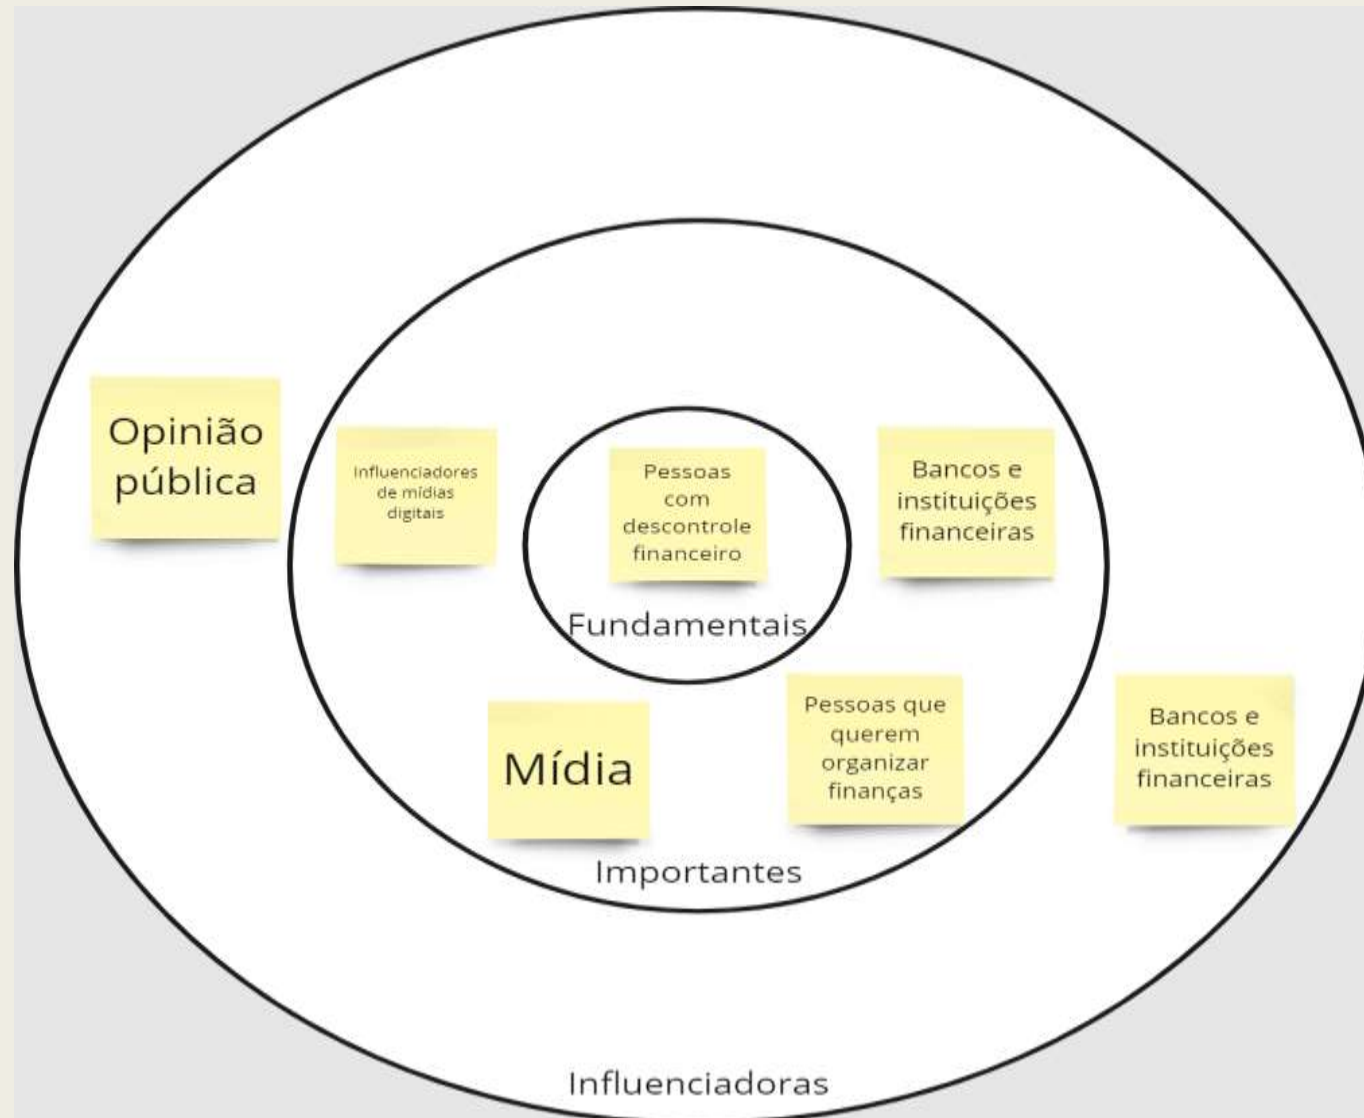 Opinião
pública
Influenciadores
de mídias
digitais
Pessoas
com
descontrole
financeiro
Bancos e
instituições
financeiras
Fundamentais
Mídia
Pessoas que
querem
organizar
finanças
Bancos e
instituições
financeiras
Importantes
Influenciadoras